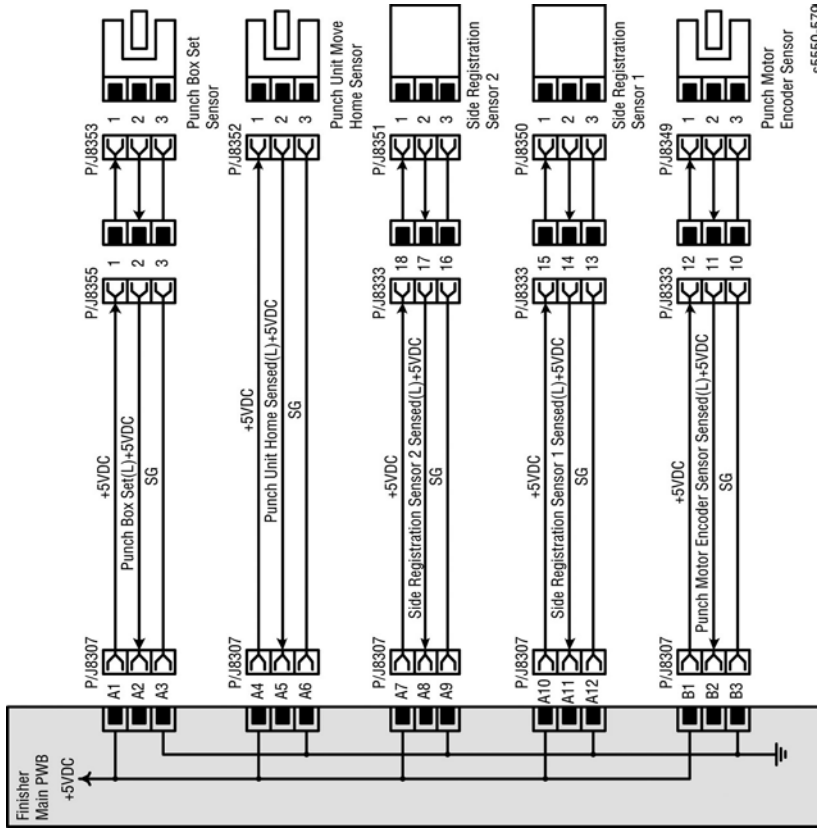 Finisher
Main PWB
+5VDC
P/J8307
A1
A2
A3
+5VDC
Punch Box Set(L)+5VDC
SG
P/J8355
1
2
3
P/J8353
1
2
3
Punch Box Set
Sensor
P/J8307
A4
A5
A6
+5VDC
Punch Unit Home Sensed(L)+5VDC
SG
P/J8352
1
2
3
Punch Unit Move
Home Sensor
P/J8307
A7
A8
A9
+5VDC
Side Registration Sensor 2 Sensed(L)+5VDC
SG
P/J8333
18
17
16
P/J8351
1
2
3
Side Registration
Sensor 2
P/J8307
A10
A11
A12
+5VDC
Side Registration Sensor 1 Sensed(L)+5VDC
SG
P/J8333
15
14
13
P/J8350
1
2
3
Side Registration
Sensor 1
P/J8307
B1
B2
B3
+5VDC
Punch Motor Encoder Sensor Sensed(L)+5VDC
SG
P/J8333
12
11
10
P/J8349
1
2
3
Punch Motor
Encoder Sensor
s5550-579